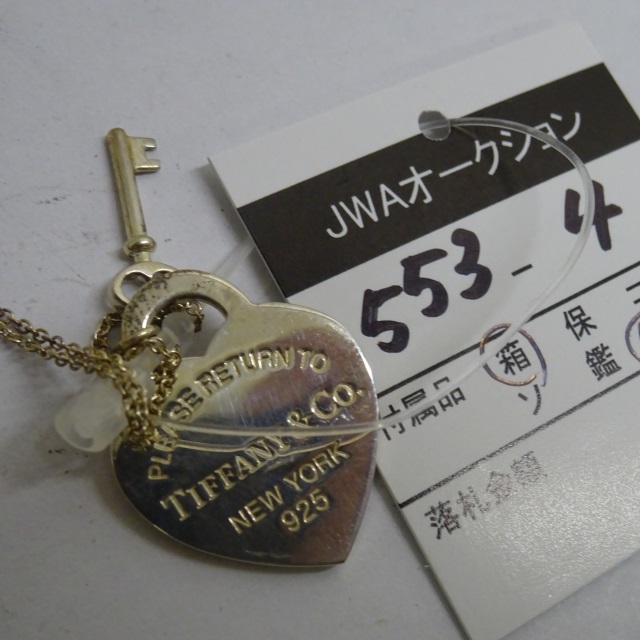 PLEASE RETURN TO
TIFFANY & Co.
NEW YORK
925
JWAオークション
553-4
付属品 箱 保
ソ 鑑
落札金額